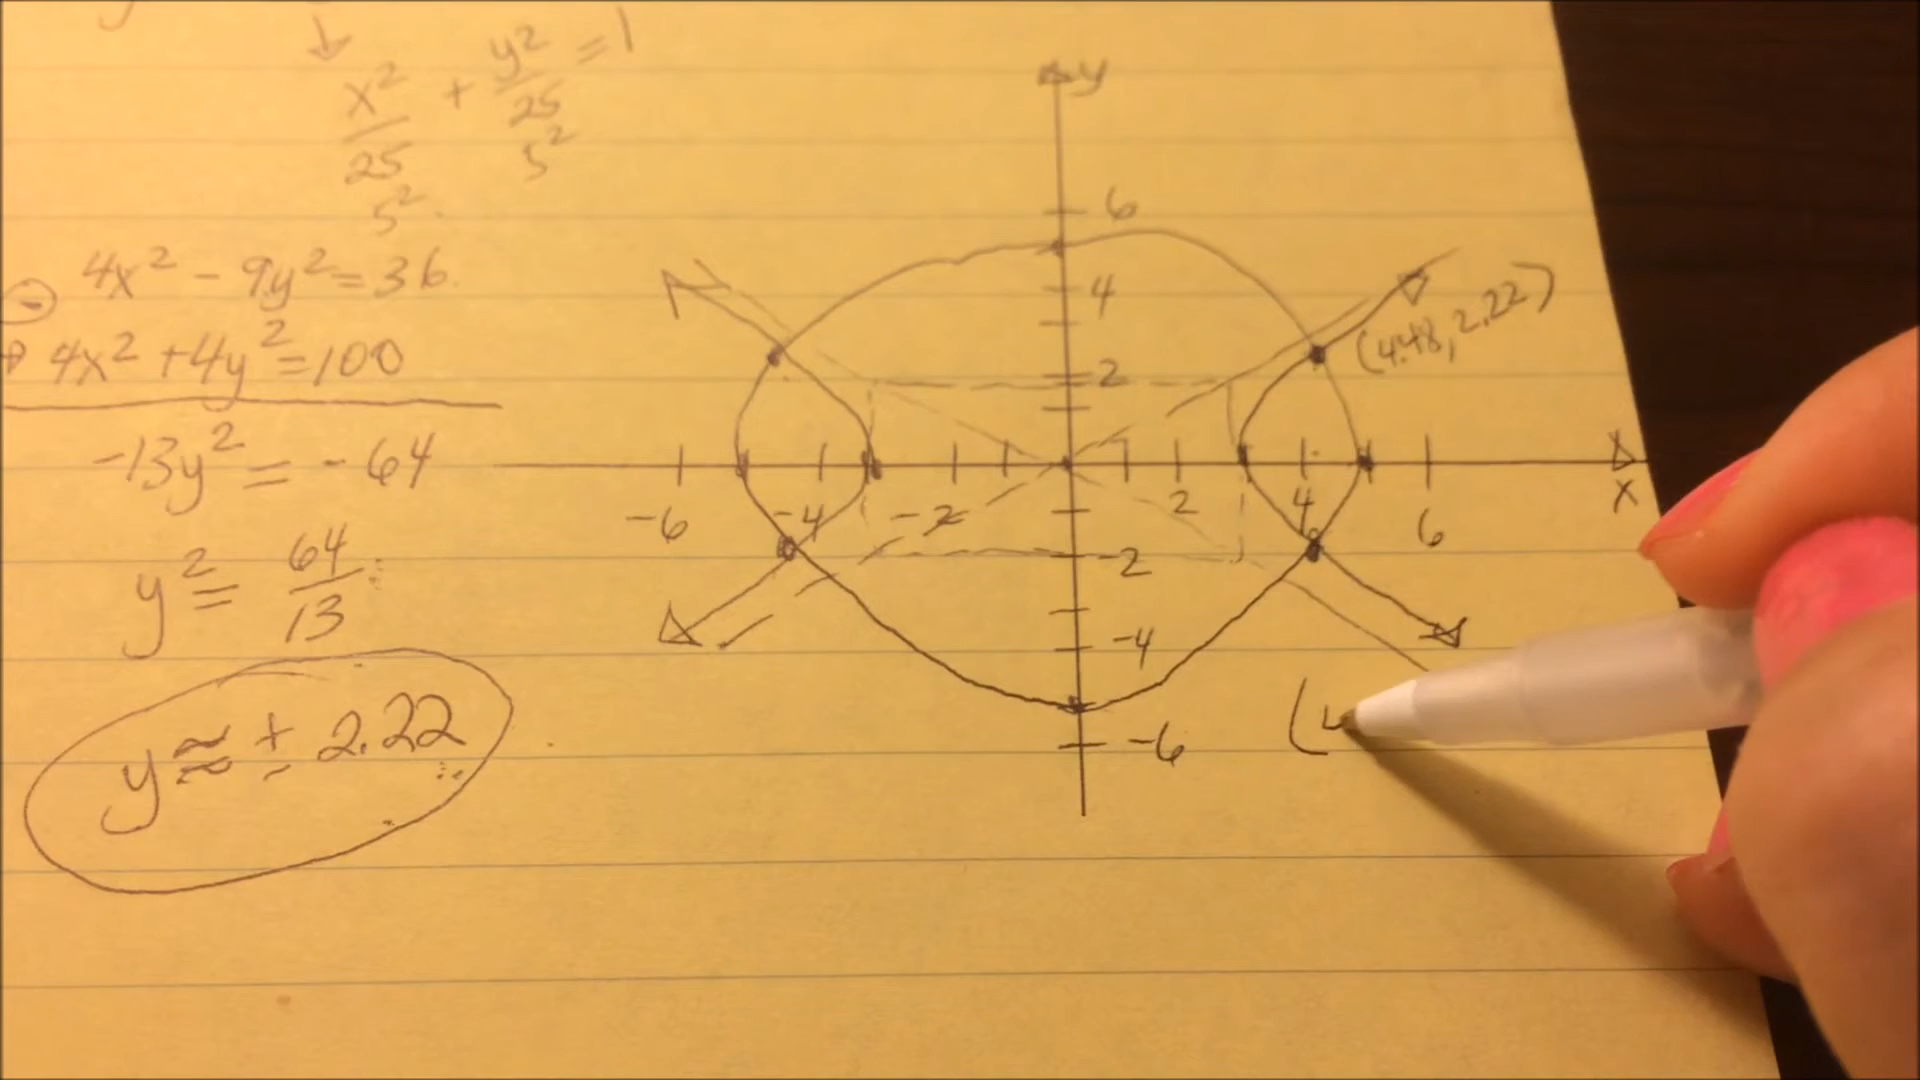 x²/25 + y²/25 = 1
5² 5²
4x² - 9y² = 36
⊖
4x² + 4y² = 100
-13y² = -64
y² = 64/13
y ≈ ± 2.22
y
6
4
(4.48, 2.22)
2
-6 -4 -2 2 4 6
x
-2
-4
-6
(4